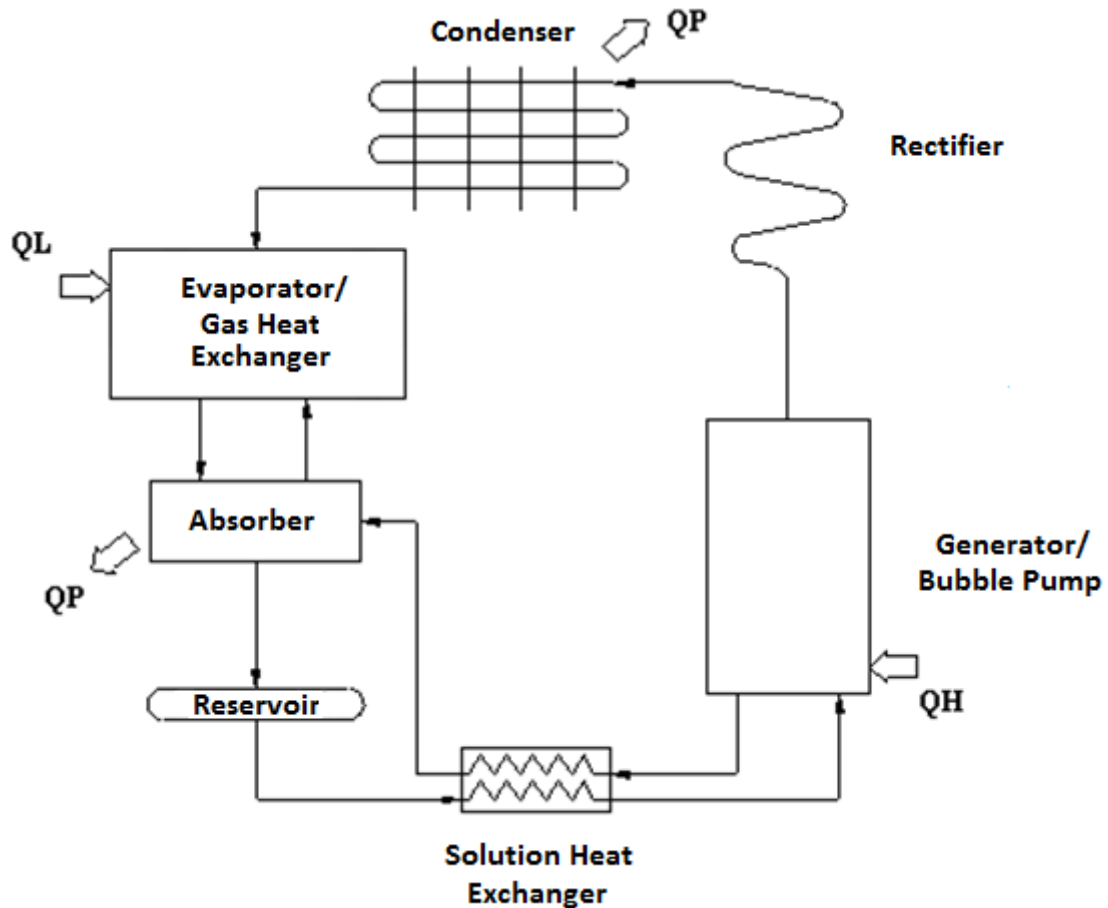 Condenser
QP
Rectifier
QL
Evaporator/
Gas Heat
Exchanger
Absorber
QP
Generator/
Bubble Pump
QH
Reservoir
Solution Heat
Exchanger